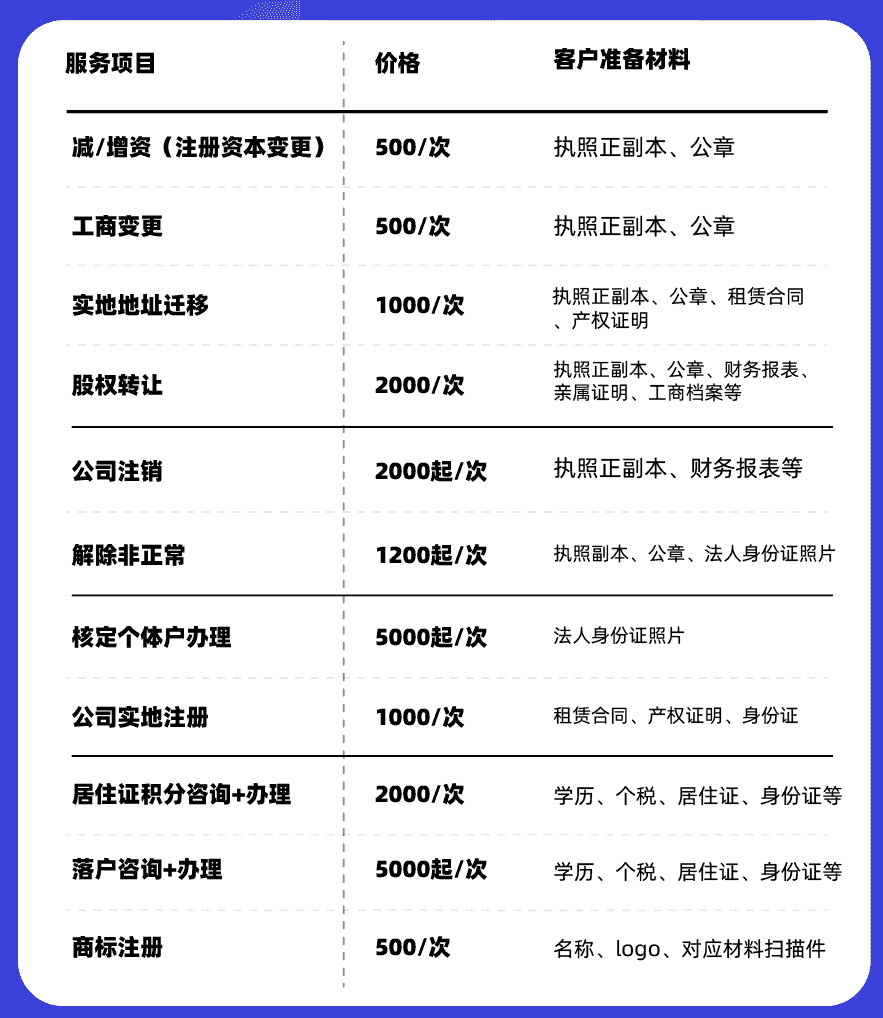 服务项目 价格 客户准备材料
减/增资（注册资本变更） 500/次 执照正副本、公章
工商变更 500/次 执照正副本、公章
实地地址迁移 1000/次 执照正副本、公章、租赁合同
、产权证明
股权转让 2000/次 执照正副本、公章、财务报表、
亲属证明、工商档案等
公司注销 2000起/次 执照正副本、财务报表等
解除非正常 1200起/次 执照副本、公章、法人身份证照片
核定个体户办理 5000起/次 法人身份证照片
公司实地注册 1000/次 租赁合同、产权证明、身份证
居住证积分咨询+办理 2000/次 学历、个税、居住证、身份证等
落户咨询+办理 5000起/次 学历、个税、居住证、身份证等
商标注册 500/次 名称、logo、对应材料扫描件